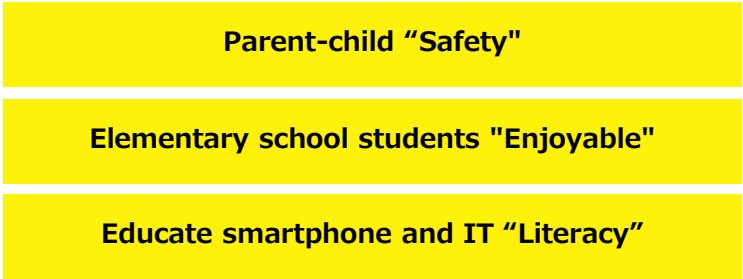 Parent-child “Safety"
Elementary school students "Enjoyable"
Educate smartphone and IT “Literacy”